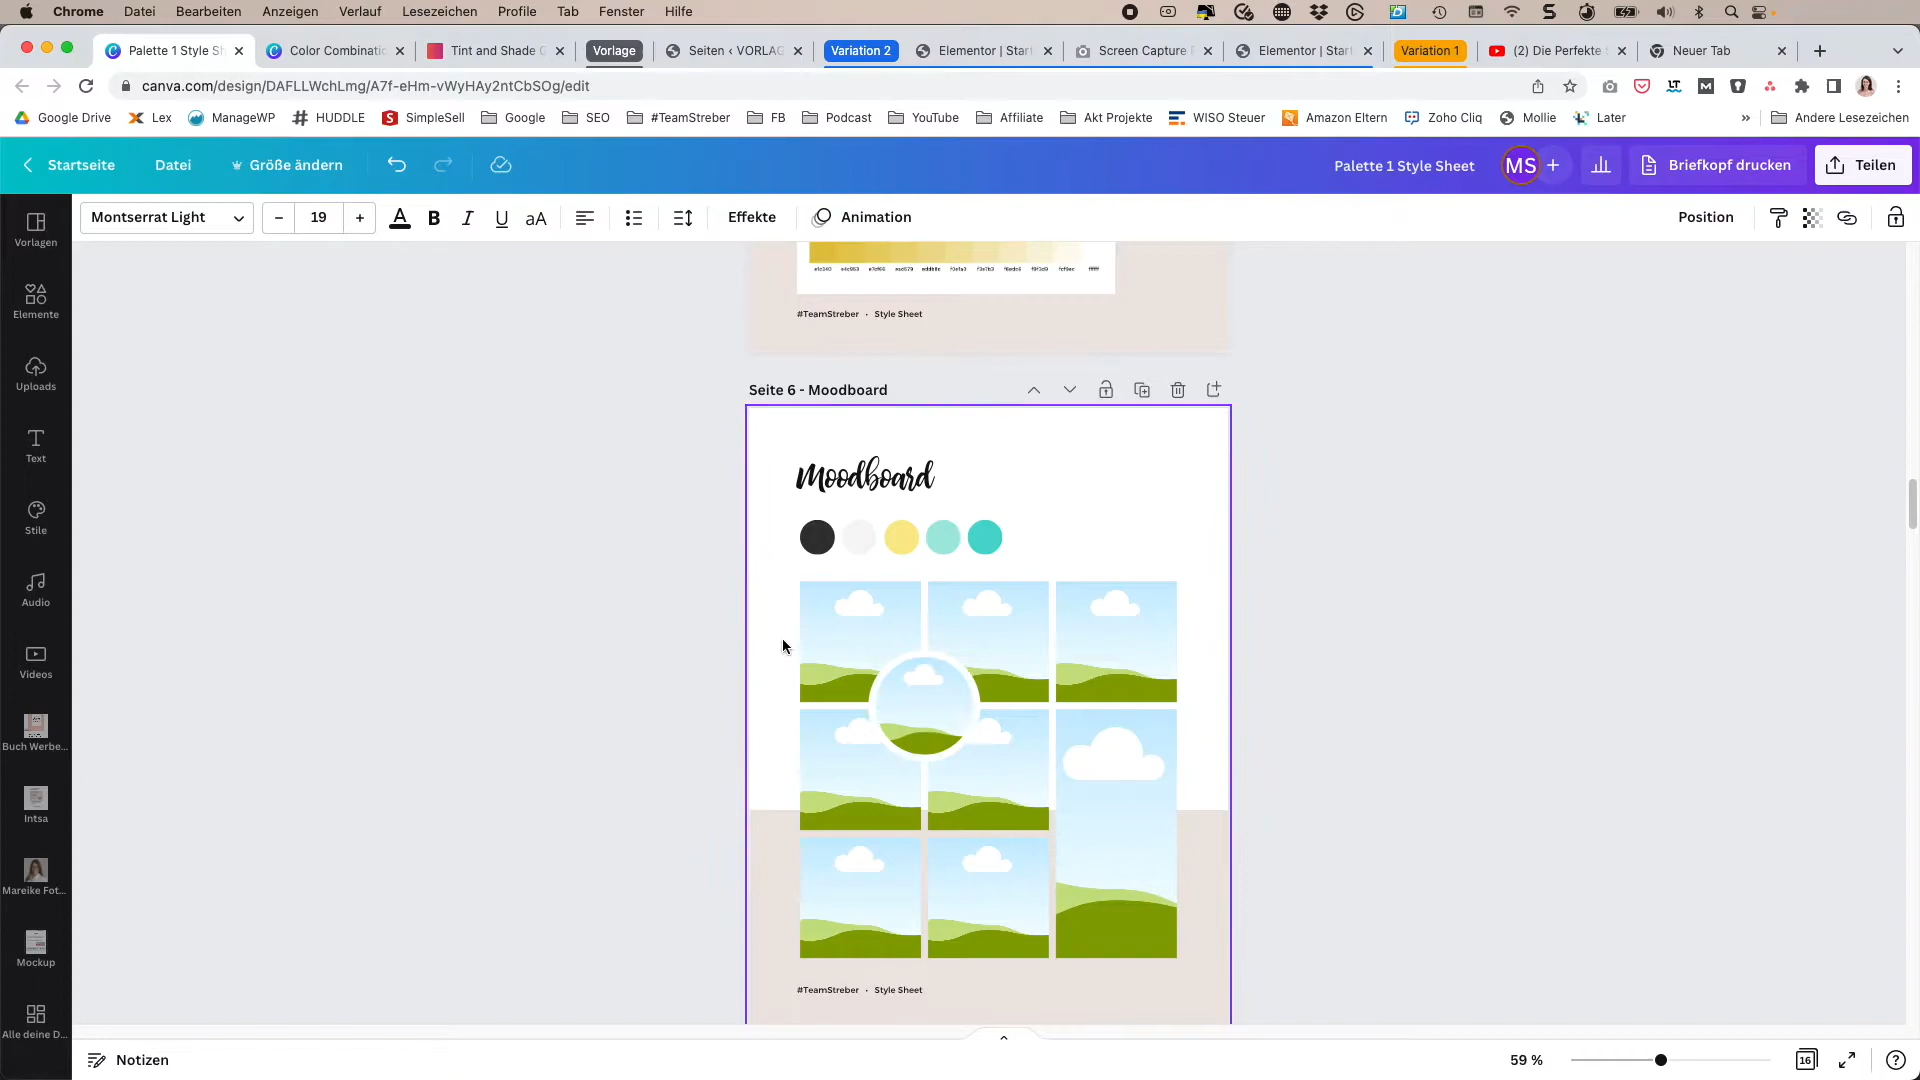 Chrome Datei Bearbeiten Anzeigen Verlauf Lesezeichen Profile Tab Fenster Hilfe
Palette 1 Style Sh
Color Combinatic
Tint and Shade G
Vorlage
Seiten ‹ VORLAG
Variation 2
Elementor | Start
Screen Capture P
Elementor | Start
Variation 1
(2) Die Perfekte S
Neuer Tab
canva.com/design/DAFLLWchLmg/A7f-eHm-vWyHAy2ntCbSOg/edit
Google Drive Lex ManageWP HUDDLE SimpleSell Google SEO #TeamStreber FB Podcast YouTube Affiliate Akt Projekte WISO Steuer Amazon Eltern Zoho Cliq Mollie Later » Andere Lesezeichen
Startseite Datei Größe ändern Palette 1 Style Sheet MS Briefkopf drucken Teilen
Montserrat Light − 19 + A B I U aA Effekte Animation Position
Vorlagen
Elemente
Uploads
Text
Stile
Audio
Videos
Buch Werbe...
Intsa
Mareike Fot...
Mockup
Alle deine D...
#TeamStreber · Style Sheet
Seite 6 - Moodboard
Moodboard
#TeamStreber · Style Sheet
Notizen 59 % 16